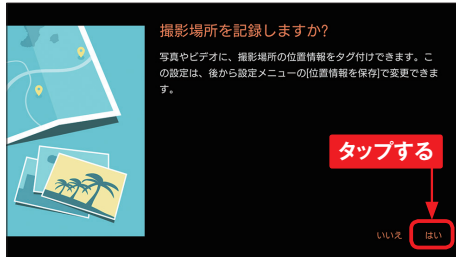 撮影場所を記録しますか?
写真やビデオに、撮影場所の位置情報をタグ付けできます。こ
の設定は、後から設定メニューの[位置情報を保存]で変更できま
す。
タップする
いいえ はい